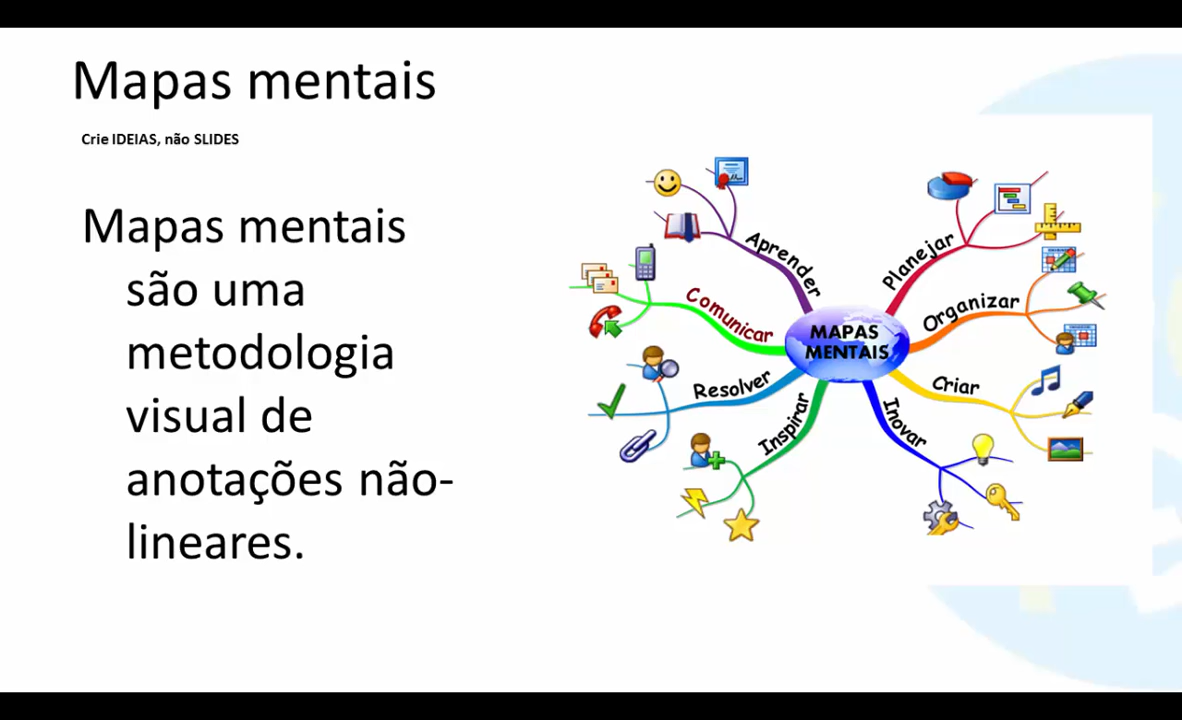 Mapas mentais
Crie IDEIAS, não SLIDES
Mapas mentais
são uma
metodologia
visual de
anotações não-
lineares.
Aprender
Planejar
Comunicar
Organizar
MAPAS
MENTAIS
Resolver
Criar
Inspirar
Inovar